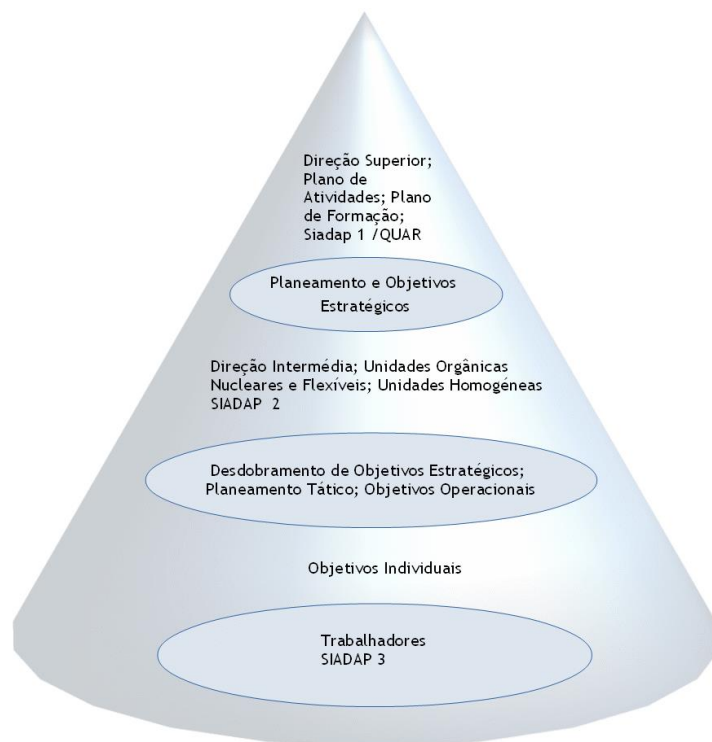 Direção Superior;
Plano de
Atividades; Plano
de Formação;
Siadap 1 /QUAR
Planeamento e Objetivos
Estratégicos
Direção Intermédia; Unidades Orgânicas
Nucleares e Flexíveis; Unidades Homogéneas
SIADAP 2
Desdobramento de Objetivos Estratégicos;
Planeamento Tático; Objetivos Operacionais
Objetivos Individuais
Trabalhadores
SIADAP 3